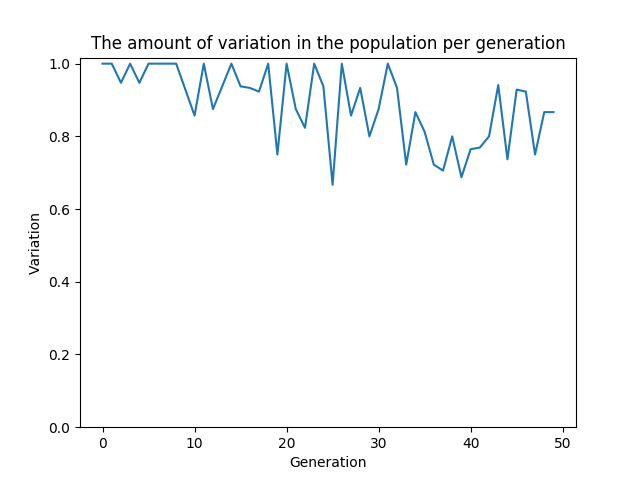 The amount of variation in the population per generation
1.0
0.8
0.6
0.4
0.2
0.0
Variation
0 10 20 30 40 50
Generation